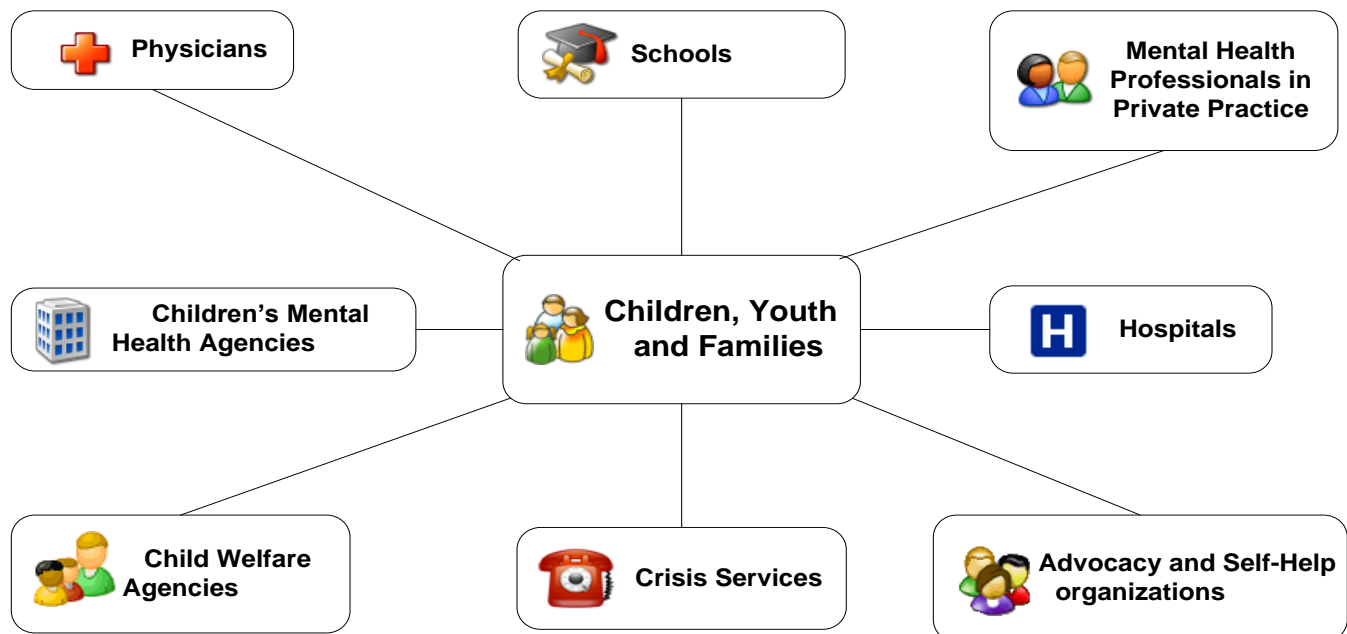 Physicians
Schools
Mental Health
Professionals in
Private Practice
Children's Mental
Health Agencies
Children, Youth
and Families
H
Hospitals
Child Welfare
Agencies
Crisis Services
Advocacy and Self-Help
organizations